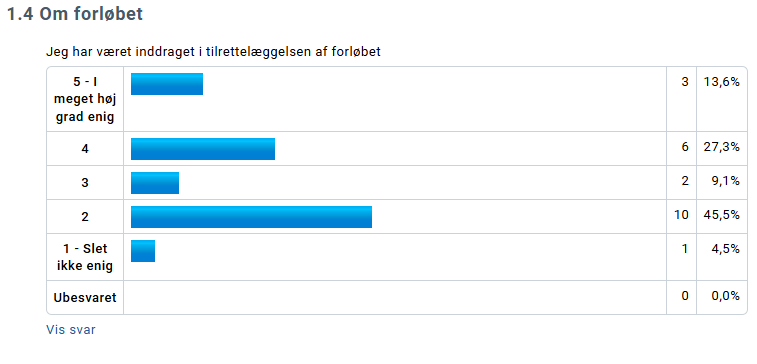 1.4 Om forløbet
Jeg har været inddraget i tilrettelæggelsen af forløbet
5 - I
meget høj
grad enig
3 13,6%
4 6 27,3%
3 2 9,1%
2 10 45,5%
1 - Slet
ikke enig
1 4,5%
Ubesvaret 0 0,0%
Vis svar